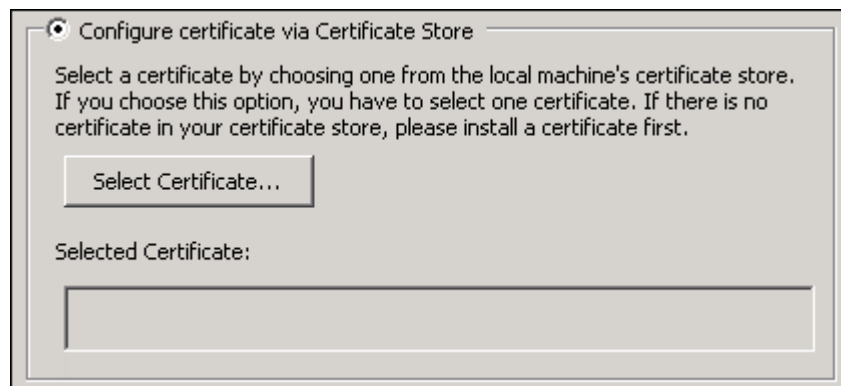 Configure certificate via Certificate Store
Select a certificate by choosing one from the local machine's certificate store.
If you choose this option, you have to select one certificate. If there is no
certificate in your certificate store, please install a certificate first.
Select Certificate...
Selected Certificate: